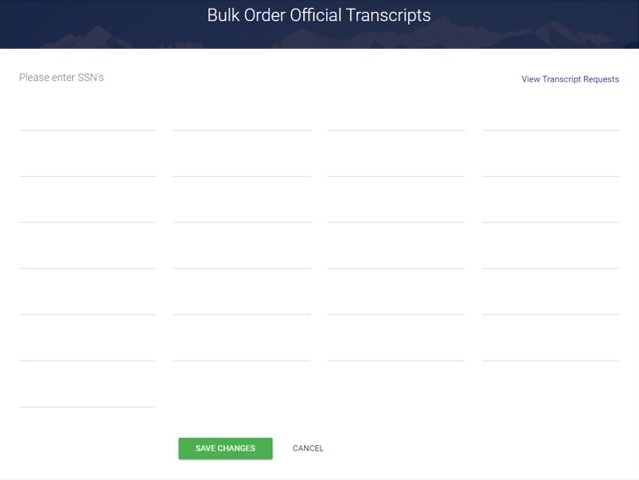 Bulk Order Official Transcripts
Please enter SSN's
View Transcript Requests
SAVE CHANGES
CANCEL